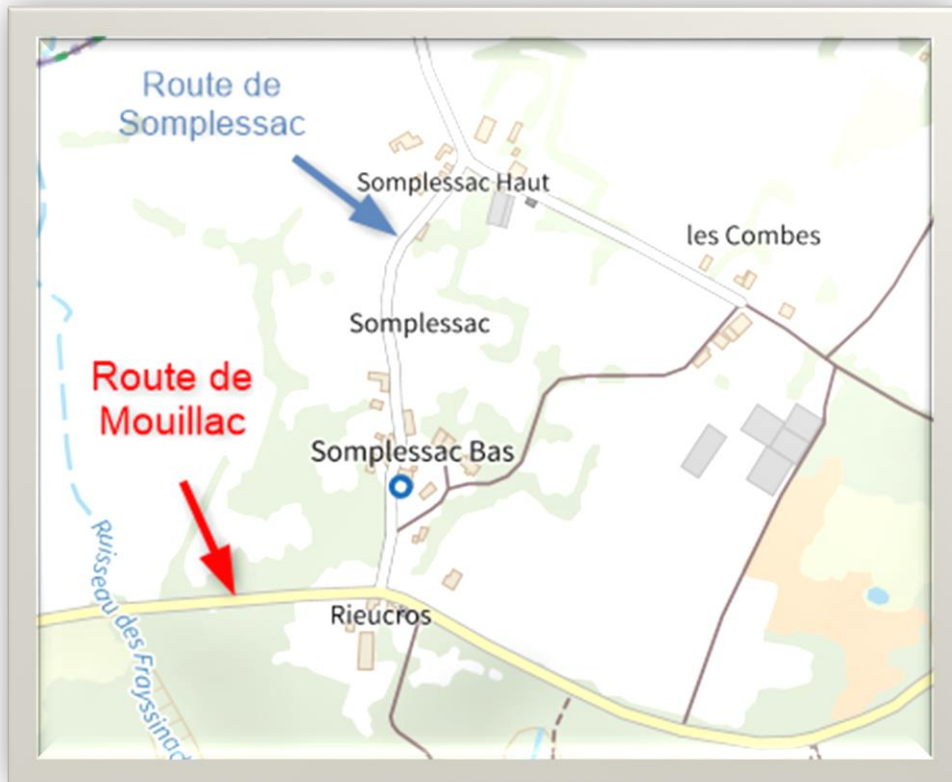 Route de
Somplessac
Somplessac Haut
les Combes
Somplessac
Route de
Mouillac
Somplessac Bas
Rieucros
Ruisseau des Frayssinad